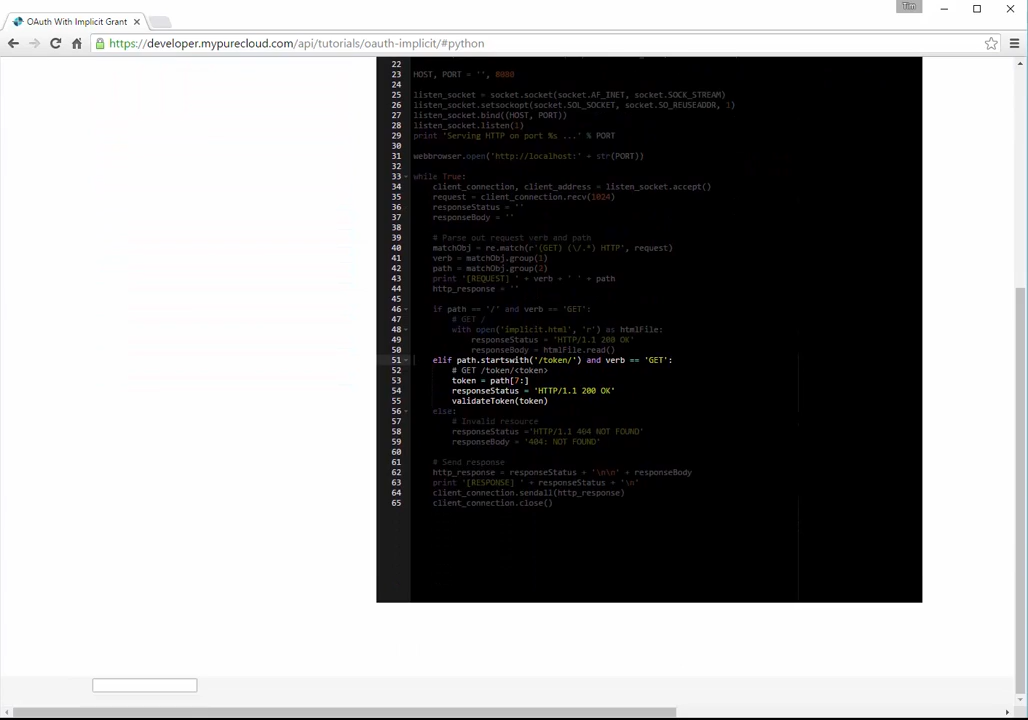 Tim
OAuth With Implicit Grant
https://developer.mypurecloud.com/api/tutorials/oauth-implicit/#python
22
23 HOST, PORT = '', 8080
24
25 listen_socket = socket.socket(socket.AF_INET, socket.SOCK_STREAM)
26 listen_socket.setsockopt(socket.SOL_SOCKET, socket.SO_REUSEADDR, 1)
27 listen_socket.bind((HOST, PORT))
28 listen_socket.listen(1)
29 print 'Serving HTTP on port %s ...' % PORT
30
31 webbrowser.open('http://localhost:' + str(PORT))
32
33 while True:
34 client_connection, client_address = listen_socket.accept()
35 request = client_connection.recv(1024)
36 responseStatus = ''
37 responseBody = ''
38
39 # Parse out request verb and path
40 matchObj = re.match(r'(GET) (\/.*) HTTP', request)
41 verb = matchObj.group(1)
42 path = matchObj.group(2)
43 print '[REQUEST] ' + verb + ' ' + path
44 http_response = ''
45
46 if path == '/' and verb == 'GET':
47 # GET /
48 with open('implicit.html', 'r') as htmlFile:
49 responseStatus = 'HTTP/1.1 200 OK'
50 responseBody = htmlFile.read()
51 elif path.startswith('/token/') and verb == 'GET':
52 # GET /token/<token>
53 token = path[7:]
54 responseStatus = 'HTTP/1.1 200 OK'
55 validateToken(token)
56 else:
57 # Invalid resource
58 responseStatus ='HTTP/1.1 404 NOT FOUND'
59 responseBody = '404: NOT FOUND'
60
61 # Send response
62 http_response = responseStatus + '\n\n' + responseBody
63 print '[RESPONSE] ' + responseStatus + '\n'
64 client_connection.sendall(http_response)
65 client_connection.close()